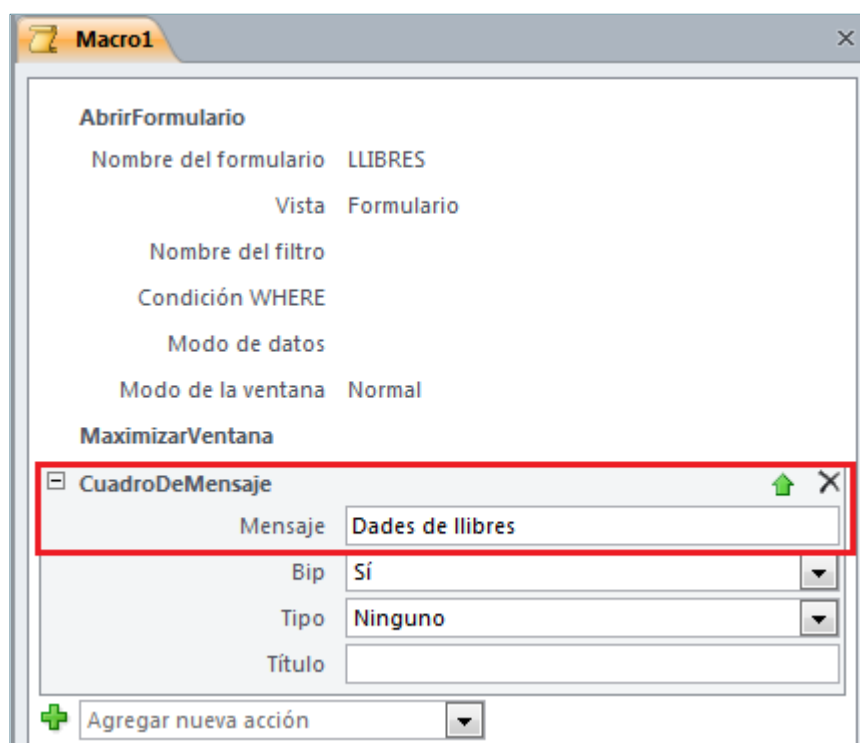 Macro1
AbrirFormulario
Nombre del formulario LLIBRES
Vista Formulario
Nombre del filtro
Condición WHERE
Modo de datos
Modo de la ventana Normal
MaximizarVentana
CuadroDeMensaje
Mensaje Dades de llibres
Bip Sí
Tipo Ninguno
Título
Agregar nueva acción